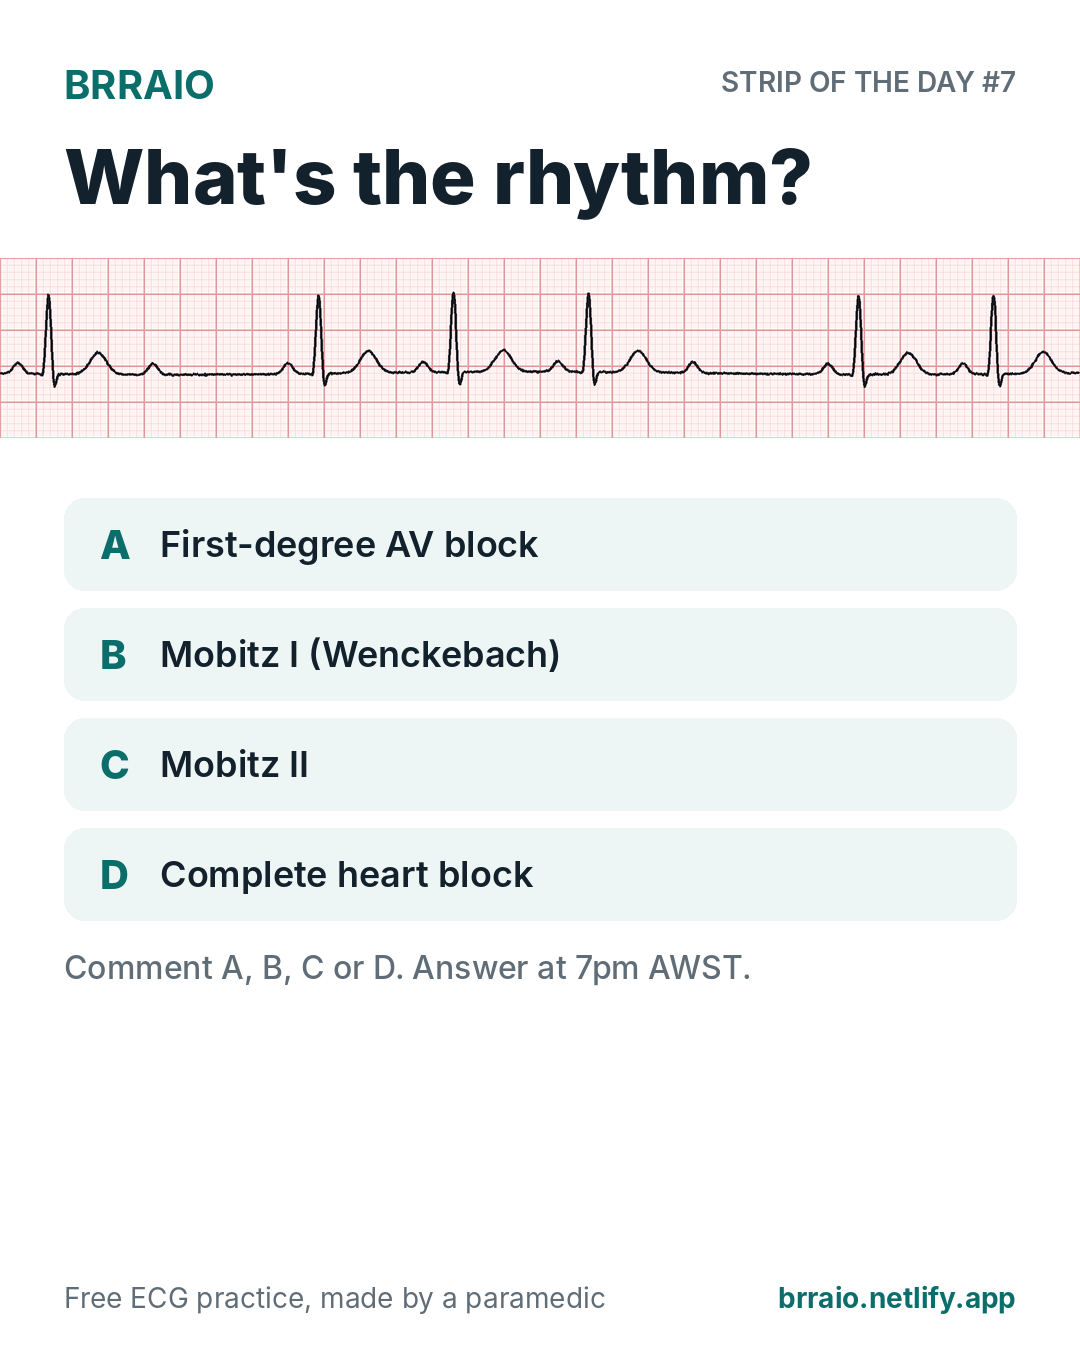 BRRAIO
STRIP OF THE DAY #7
What's the rhythm?
A First-degree AV block
B Mobitz I (Wenckebach)
C Mobitz II
D Complete heart block
Comment A, B, C or D. Answer at 7pm AWST.
Free ECG practice, made by a paramedic
brraio.netlify.app